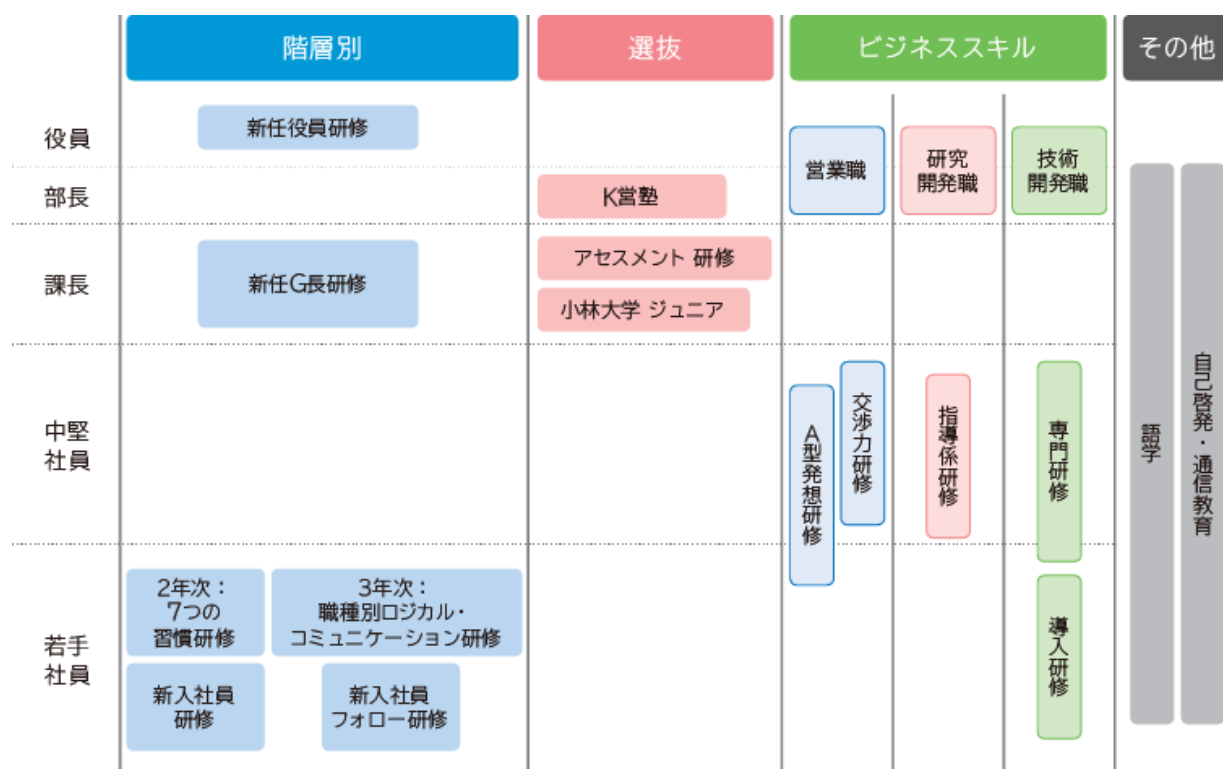 階層別
選抜
ビジネススキル
その他
役員
新任役員研修
営業職
研究
開発職
技術
開発職
部長
K営塾
課長
新任G長研修
アセスメント 研修
小林大学 ジュニア
中堅
社員
A型発想研修
交渉力研修
指導係研修
専門研修
語学
自己啓発・通信教育
若手
社員
2年次：
7つの
習慣研修
3年次：
職種別ロジカル・
コミュニケーション研修
導入研修
新入社員
研修
新入社員
フォロー研修